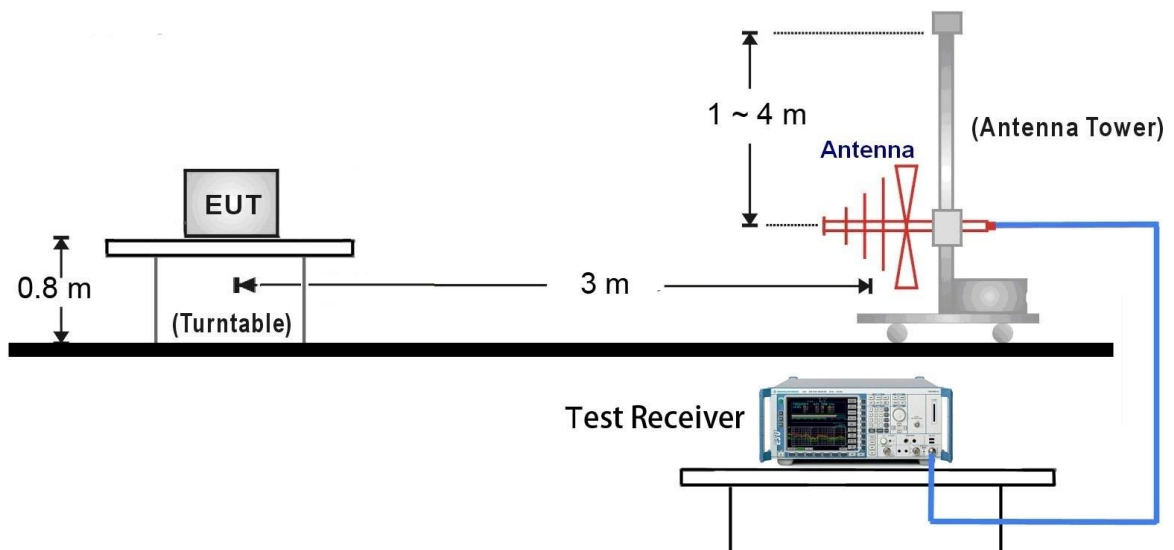 1 ~ 4 m
(Antenna Tower)
Antenna
EUT
0.8 m
3 m
(Turntable)
Test Receiver